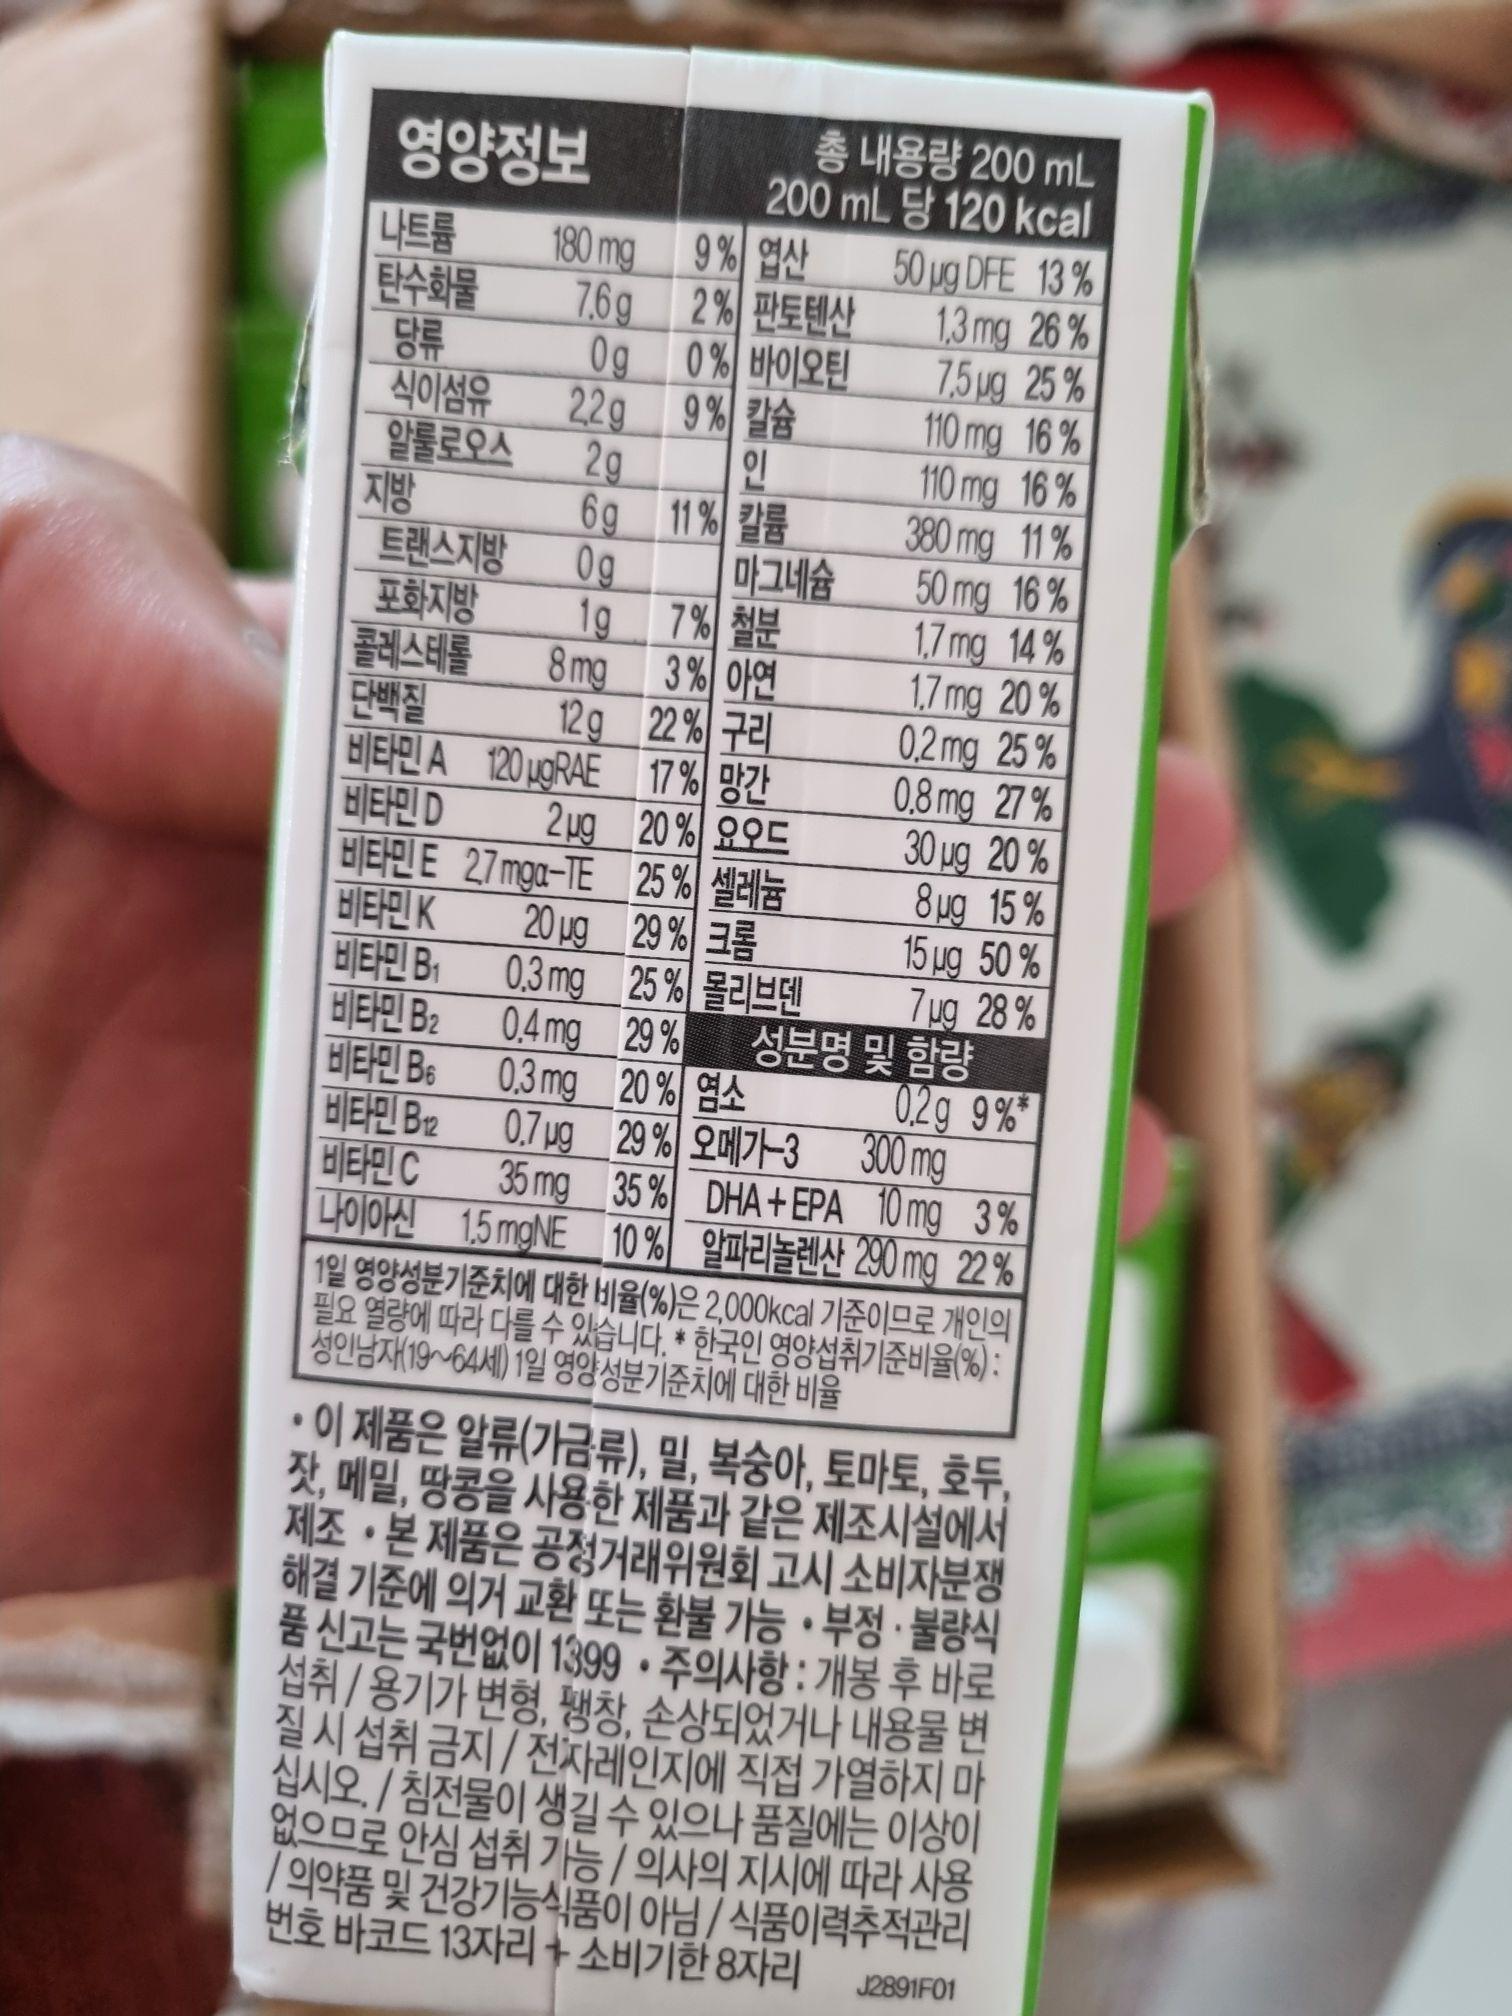 영양정보
총 내용량 200 mL
200 mL 당 120 kcal
나트륨 180 mg 9 %
탄수화물 7.6 g 2 %
당류 0 g 0 %
식이섬유 2.2 g 9 %
알룰로오스 2 g
지방 6 g 11 %
트랜스지방 0 g
포화지방 1 g 7 %
콜레스테롤 8 mg 3 %
단백질 12 g 22 %
비타민 A 120 μgRAE 17 %
비타민 D 2 μg 20 %
비타민 E 2.7 mgα-TE 25 %
비타민 K 20 μg 29 %
비타민 B1 0.3 mg 25 %
비타민 B2 0.4 mg 29 %
비타민 B6 0.3 mg 20 %
비타민 B12 0.7 μg 29 %
비타민 C 35 mg 35 %
나이아신 1.5 mgNE 10 %
엽산 50 μg DFE 13 %
판토텐산 1.3 mg 26 %
바이오틴 7.5 μg 25 %
칼슘 110 mg 16 %
인 110 mg 16 %
칼륨 380 mg 11 %
마그네슘 50 mg 16 %
철분 1.7 mg 14 %
아연 1.7 mg 20 %
구리 0.2 mg 25 %
망간 0.8 mg 27 %
요오드 30 μg 20 %
셀레늄 8 μg 15 %
크롬 15 μg 50 %
몰리브덴 7 μg 28 %
성분명 및 함량
염소 0.2 g 9 %*
오메가-3 300 mg
DHA + EPA 10 mg 3 %
알파리놀렌산 290 mg 22 %
1일 영양성분기준치에 대한 비율(%)은 2,000kcal 기준이므로 개인의
필요 열량에 따라 다를 수 있습니다. * 한국인 영양섭취기준비율(%) :
성인남자(19~64세) 1일 영양성분기준치에 대한 비율
• 이 제품은 알류(가금류), 밀, 복숭아, 토마토, 호두,
잣, 메밀, 땅콩을 사용한 제품과 같은 제조시설에서
제조 • 본 제품은 공정거래위원회 고시 소비자분쟁
해결 기준에 의거 교환 또는 환불 가능 • 부정 · 불량식
품 신고는 국번없이 1399 • 주의사항 : 개봉 후 바로
섭취 / 용기가 변형, 팽창, 손상되었거나 내용물 변
질 시 섭취 금지 / 전자레인지에 직접 가열하지 마
십시오. / 침전물이 생길 수 있으나 품질에는 이상이
없으므로 안심 섭취 가능 / 의사의 지시에 따라 사용
/ 의약품 및 건강기능식품이 아님 / 식품이력추적관리
번호 바코드 13자리 + 소비기한 8자리
J2891F01